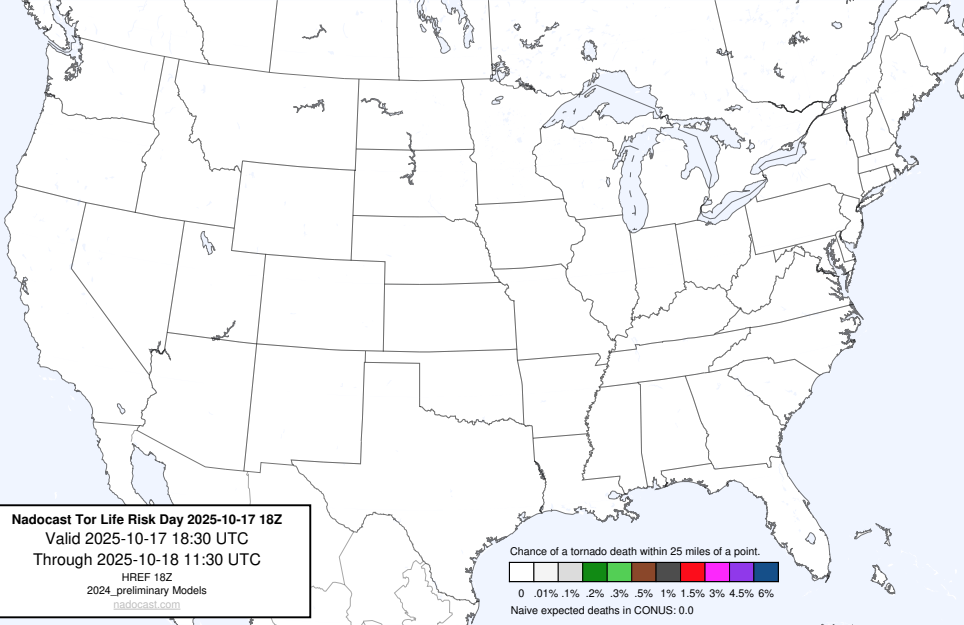 Nadocast Tor Life Risk Day 2025-10-17 18Z
Valid 2025-10-17 18:30 UTC
Through 2025-10-18 11:30 UTC
HREF 18Z
2024_preliminary Models
nadocast.com
Chance of a tornado death within 25 miles of a point.
0 .01% .1% .2% .3% .5% 1% 1.5% 3% 4.5% 6%
Naive expected deaths in CONUS: 0.0